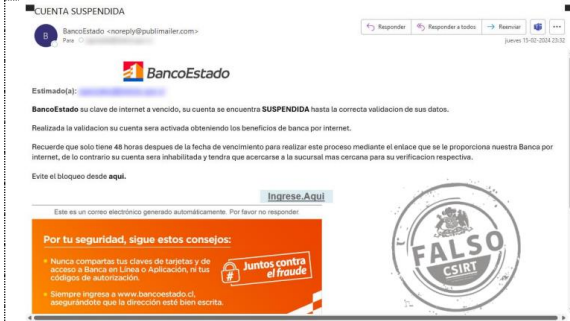 CUENTA SUSPENDIDA
B
BancoEstado <noreply@publimailer.com>
Para
Responder
Responder a todos
Reenviar
jueves 15-02-2024 23:32
BancoEstado
Estimado(a):
BancoEstado su clave de internet a vencido, su cuenta se encuentra SUSPENDIDA hasta la correcta validacion de sus datos.
Realizada la validacion su cuenta sera activada obteniendo los beneficios de banca por internet.
Recuerde que solo tiene 48 horas despues de la fecha de vencimiento para realizar este proceso mediante el enlace que se le proporciona nuestra Banca por
internet, de lo contrario su cuenta sera inhabilitada y tendra que acercarse a la sucursal mas cercana para su verificacion respectiva.
Evite el bloqueo desde aqui.
Ingrese.Aqui
Este es un correo electrónico generado automáticamente. Por favor no responder
Por tu seguridad, sigue estos consejos:
• Nunca compartas tus claves de tarjetas y de
acceso a Banca en Línea o Aplicación, ni tus
códigos de autorización.
• Siempre ingresa a www.bancoestado.cl,
asegurándote que la dirección esté bien escrita.
#
Juntos contra
el fraude
FALSO
CSIRT